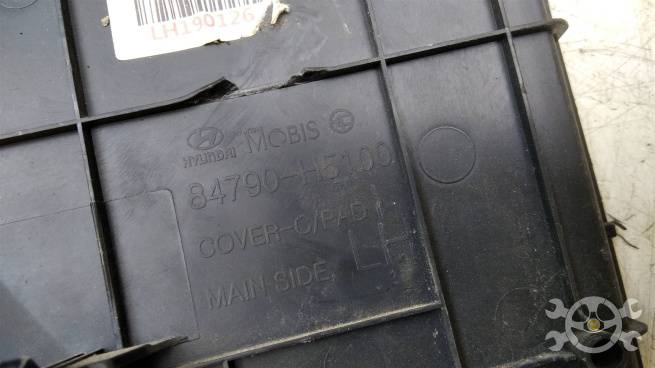 LH190126
HYUNDAI MOBIS
84790-H5100
COVER-C/PAD
MAIN SIDE, LH